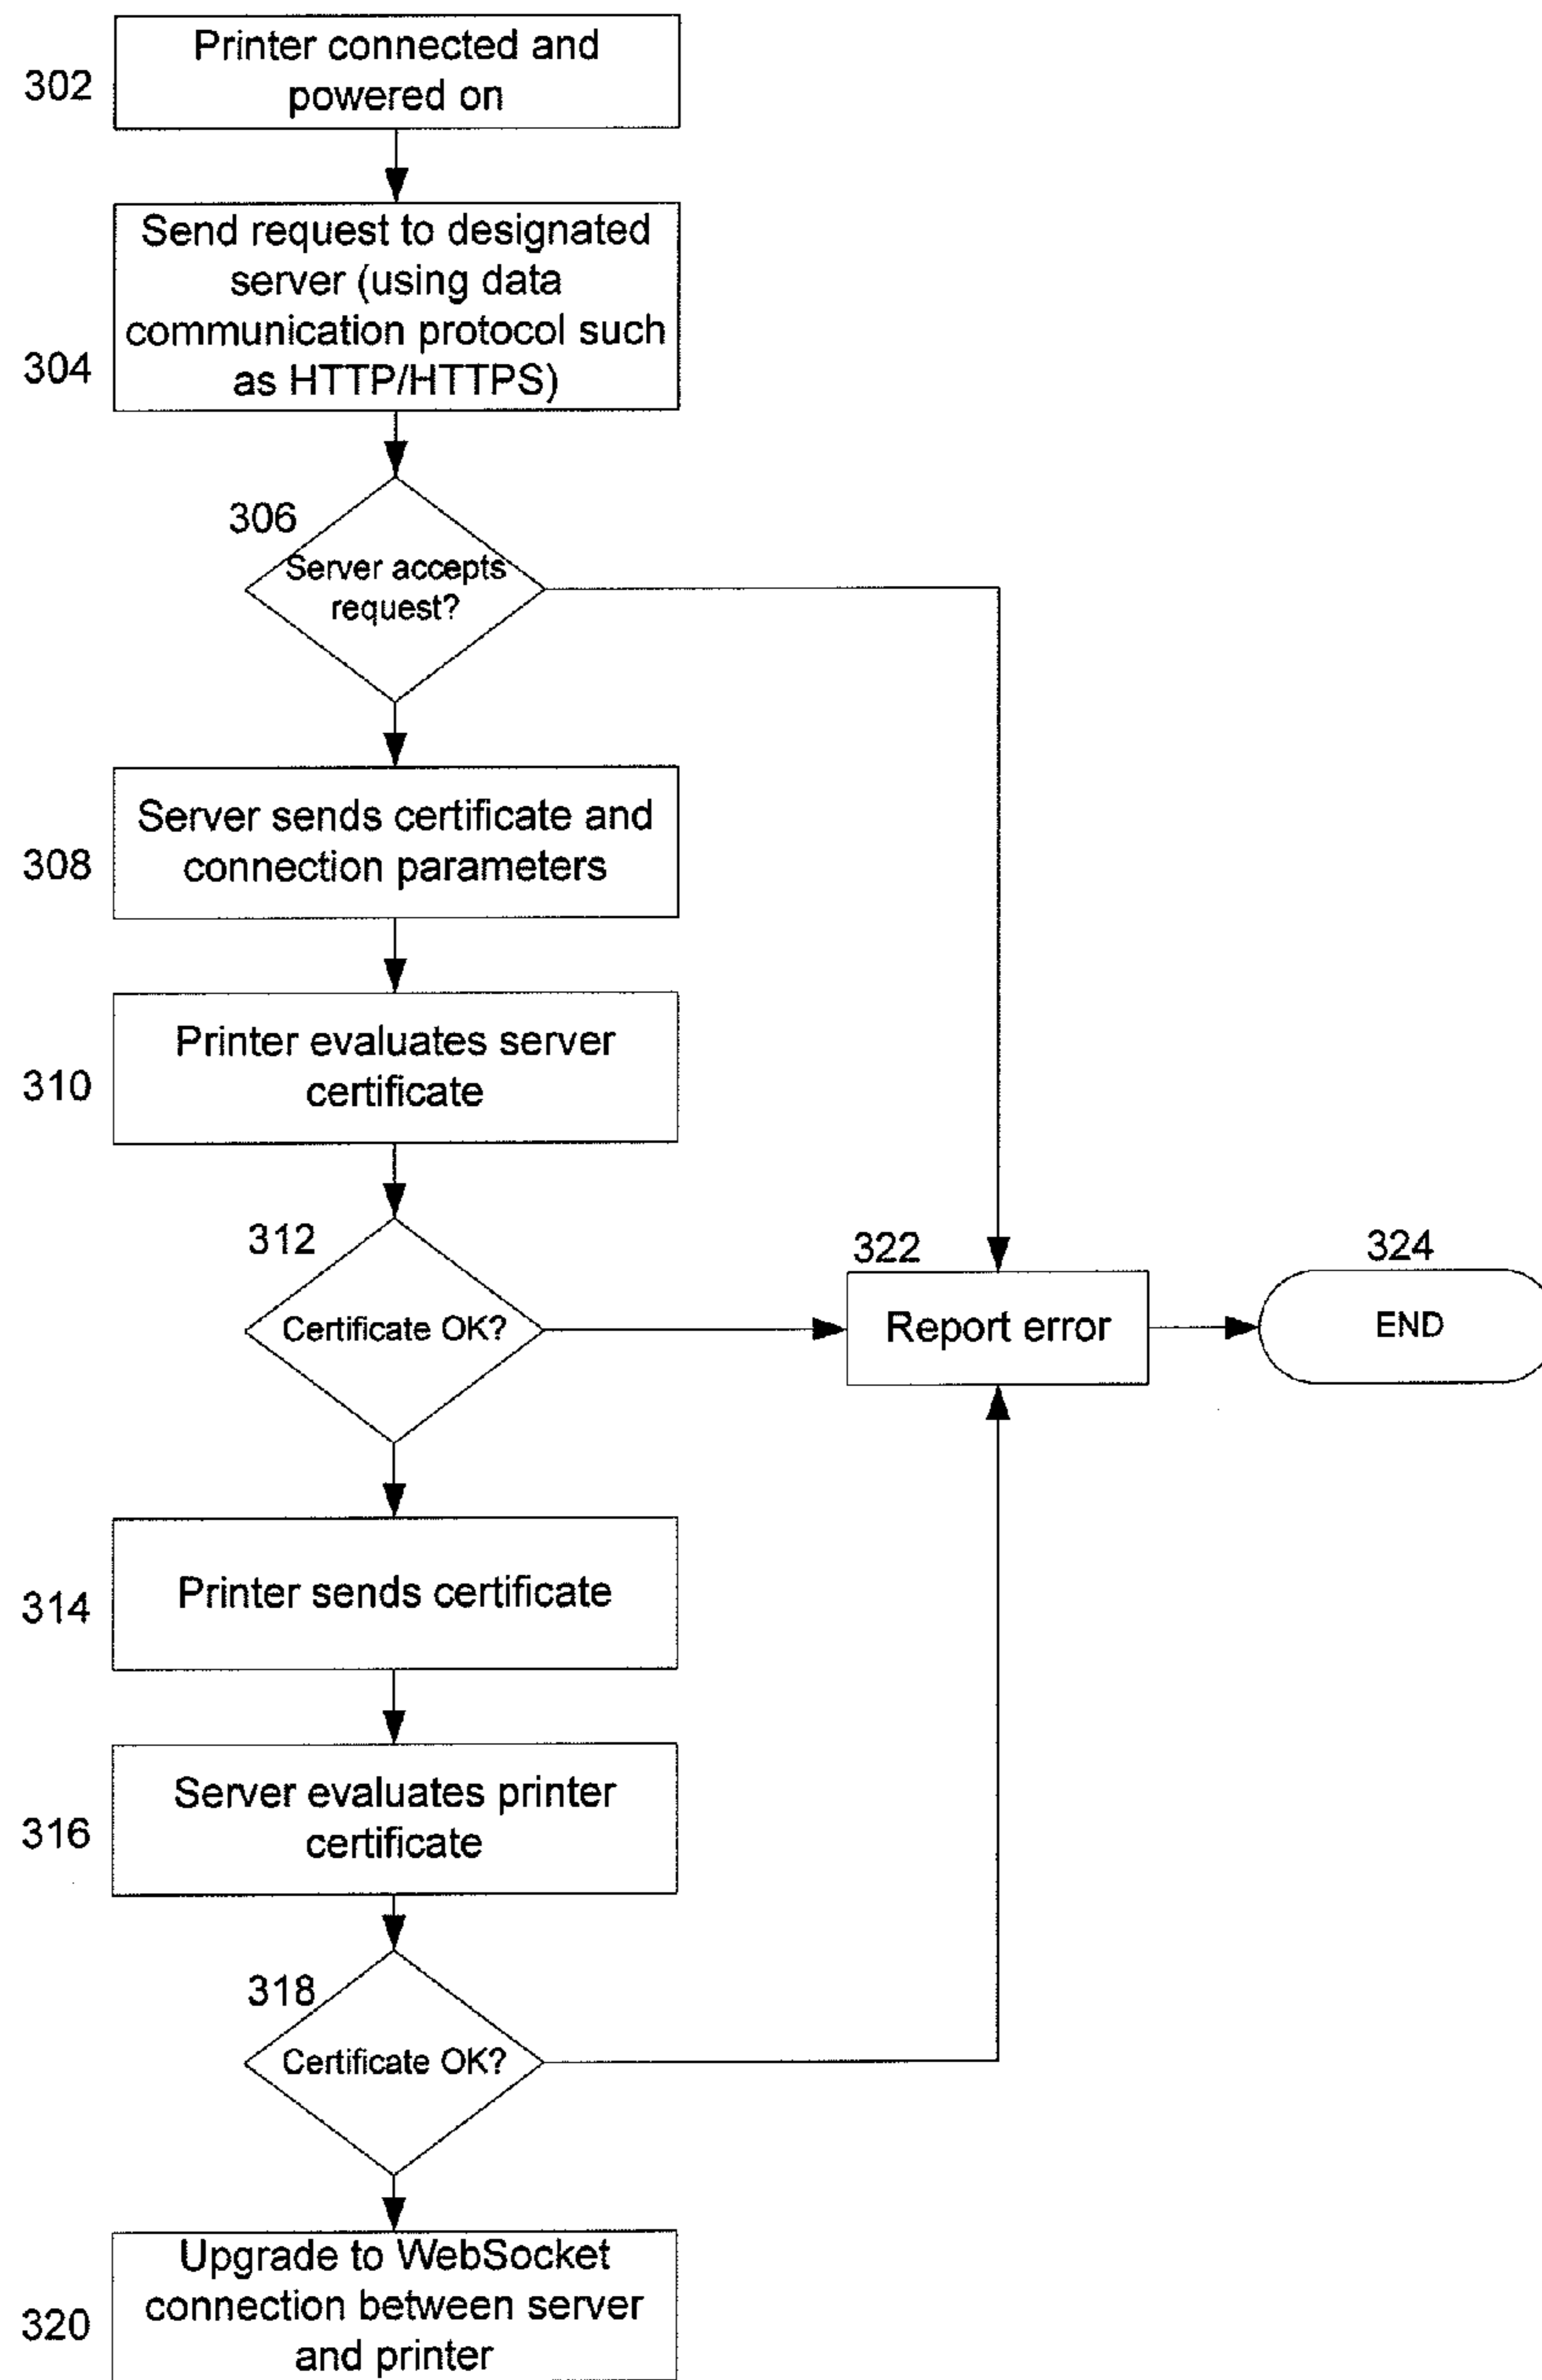 302
Printer connected and
powered on
304
Send request to designated
server (using data
communication protocol such
as HTTP/HTTPS)
306
Server accepts
request?
308
Server sends certificate and
connection parameters
310
Printer evaluates server
certificate
312
Certificate OK?
322
Report error
324
END
314
Printer sends certificate
316
Server evaluates printer
certificate
318
Certificate OK?
320
Upgrade to WebSocket
connection between server
and printer